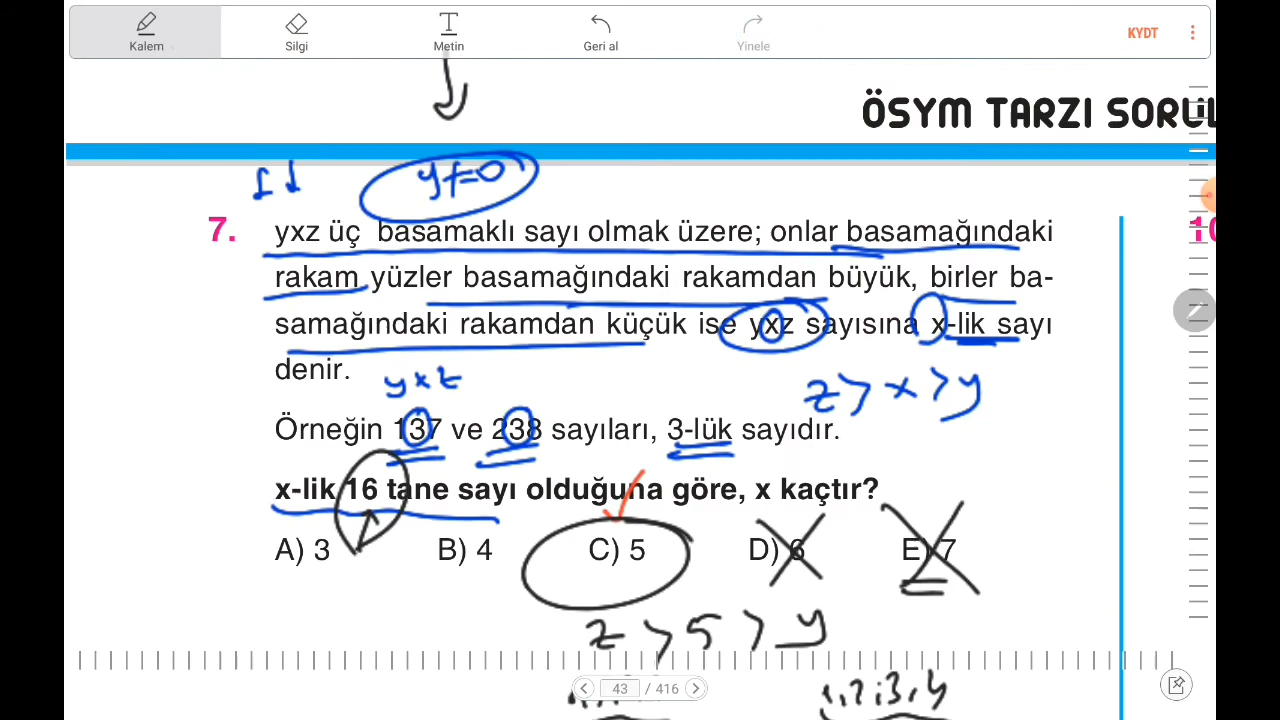 Kalem Silgi Metin Geri al Yinele KYDT
ÖSYM TARZI SORUL
y≠0
7. yxz üç basamaklı sayı olmak üzere; onlar basamağındaki
rakam yüzler basamağındaki rakamdan büyük, birler ba-
samağındaki rakamdan küçük ise yxz sayısına x-lik sayı
denir.
yxz
z > x > y
Örneğin 137 ve 238 sayıları, 3-lük sayıdır.
x-lik 16 tane sayı olduğuna göre, x kaçtır?
A) 3 B) 4 C) 5 D) 6 E) 7
z > 5 > y
43 / 416
1,2,3,4